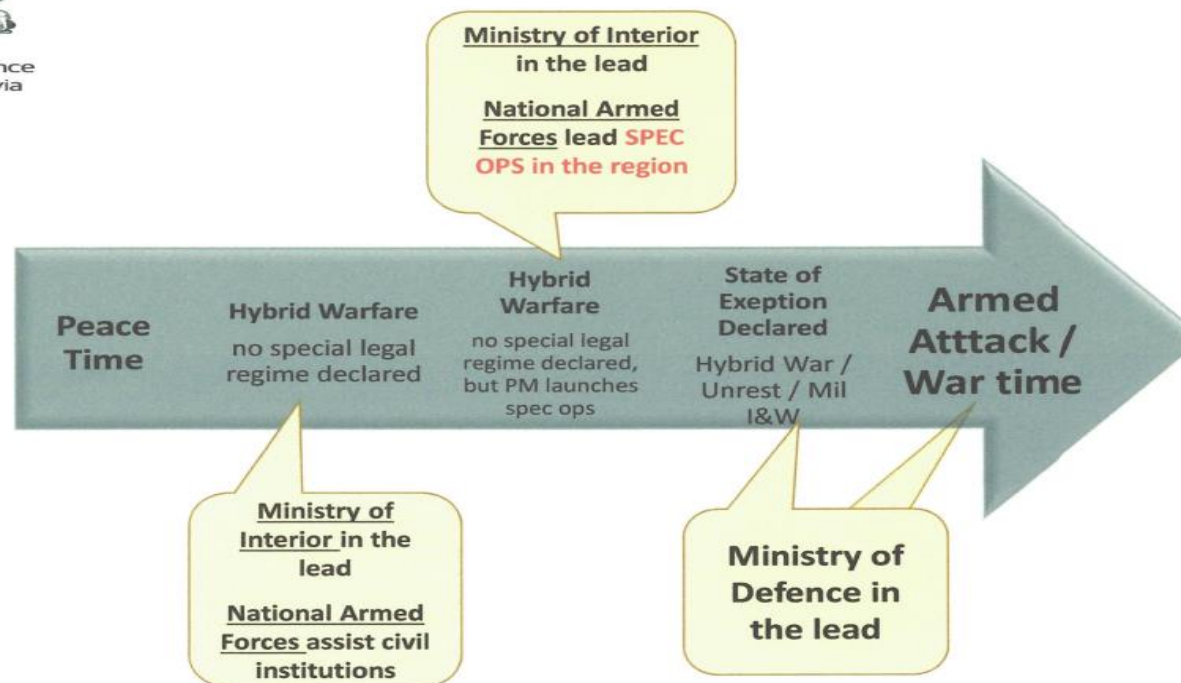 nce
via
Ministry of Interior
in the lead
National Armed
Forces lead SPEC
OPS in the region
Peace
Time
Hybrid Warfare
no special legal
regime declared
Hybrid
Warfare
no special legal
regime declared,
but PM launches
spec ops
State of
Exeption
Declared
Hybrid War /
Unrest / Mil
I&W
Armed
Atttack /
War time
Ministry of
Interior in the
lead
National Armed
Forces assist civil
institutions
Ministry of
Defence in
the lead